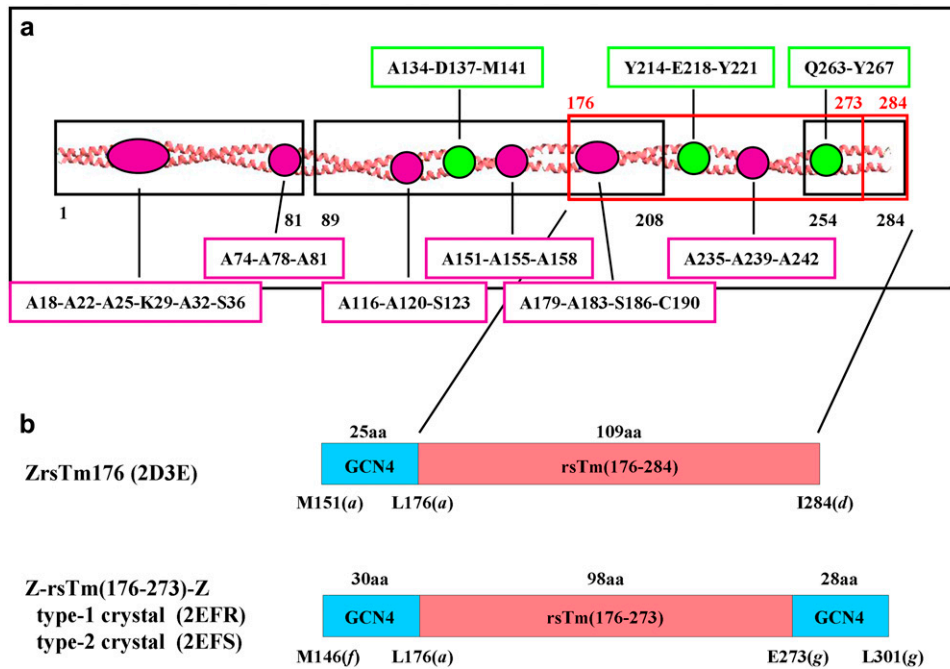 a
A134-D137-M141
Y214-E218-Y221
Q263-Y267
176
273
284
1
81
89
208
254
284
A74-A78-A81
A151-A155-A158
A235-A239-A242
A18-A22-A25-K29-A32-S36
A116-A120-S123
A179-A183-S186-C190
b
25aa
109aa
ZrsTm176 (2D3E)
GCN4
rsTm(176-284)
M151(a)
L176(a)
I284(d)
30aa
98aa
28aa
Z-rsTm(176-273)-Z
type-1 crystal (2EFR)
type-2 crystal (2EFS)
GCN4
rsTm(176-273)
GCN4
M146(f)
L176(a)
E273(g)
L301(g)